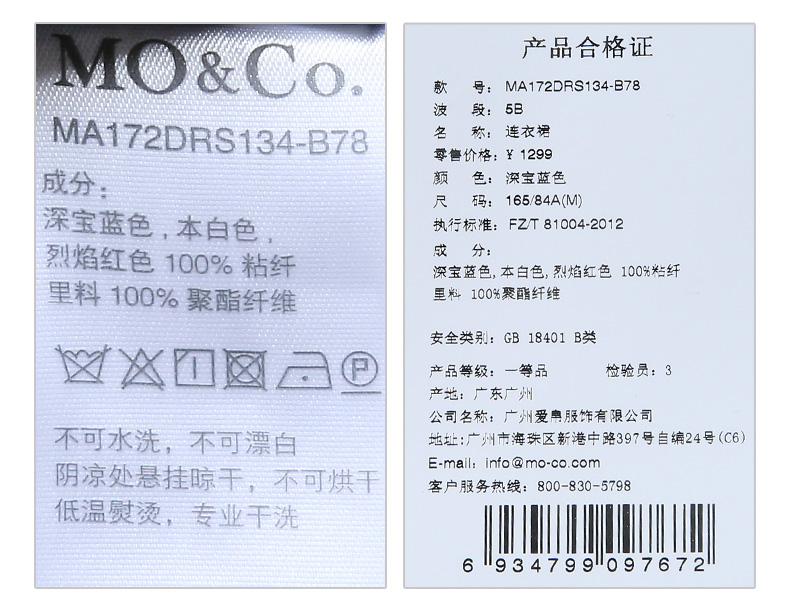 MO&Co.
MA172DRS134-B78
成分：
深宝蓝色，本白色，
烈焰红色 100% 粘纤
里料 100% 聚酯纤维
P
不可水洗，不可漂白
阴凉处悬挂晾干，不可烘干
低温熨烫，专业干洗
产品合格证
款 号：MA172DRS134-B78
波 段：5B
名 称：连衣裙
零售价格：¥ 1299
颜 色：深宝蓝色
尺 码：165/84A(M)
执行标准：FZ/T 81004-2012
成 分：
深宝蓝色,本白色,烈焰红色 100%粘纤
里料 100%聚酯纤维
安全类别：GB 18401 B类
产品等级：一等品 检验员：3
产地：广东广州
公司名称：广州爱帛服饰有限公司
地址:广州市海珠区新港中路397号自编24号(C6)
E-mail：info@mo-co.com
客户服务热线：800-830-5798
6 934799 097672